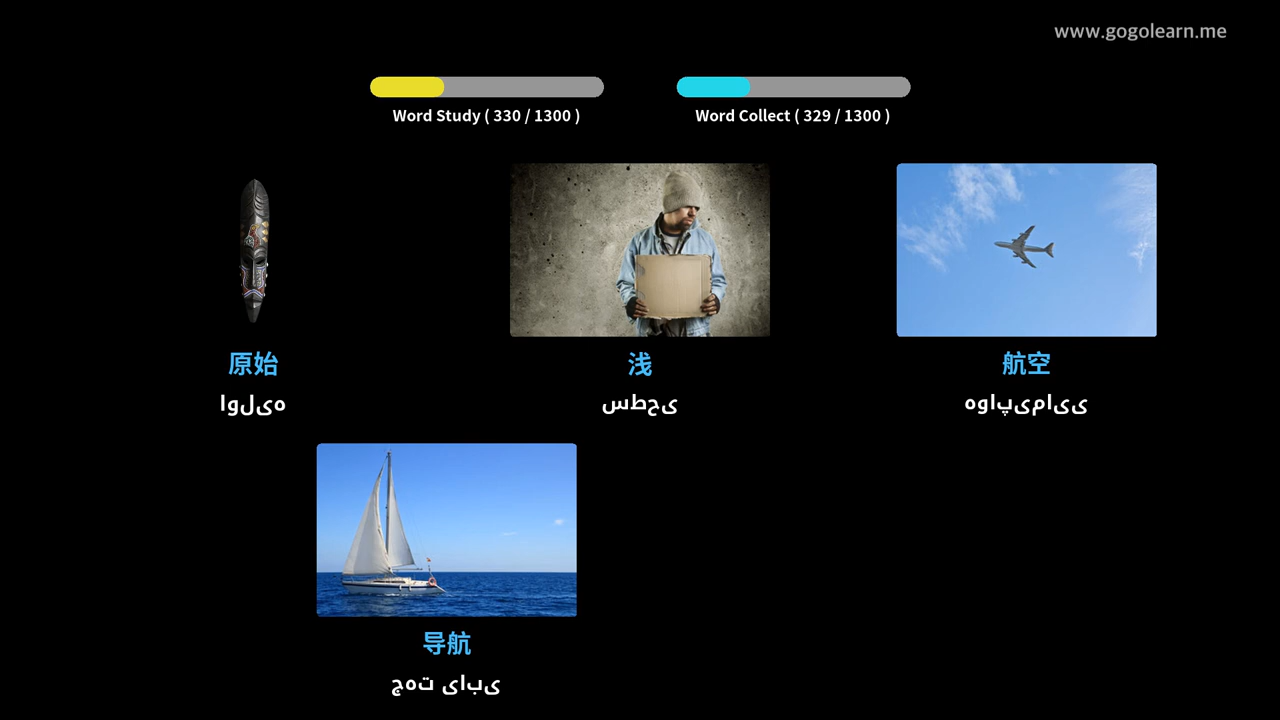 www.gogolearn.me
Word Study ( 330 / 1300 )
Word Collect ( 329 / 1300 )
原始
اولیه
浅
سطحی
航空
هواپیمایی
导航
جهت یابی